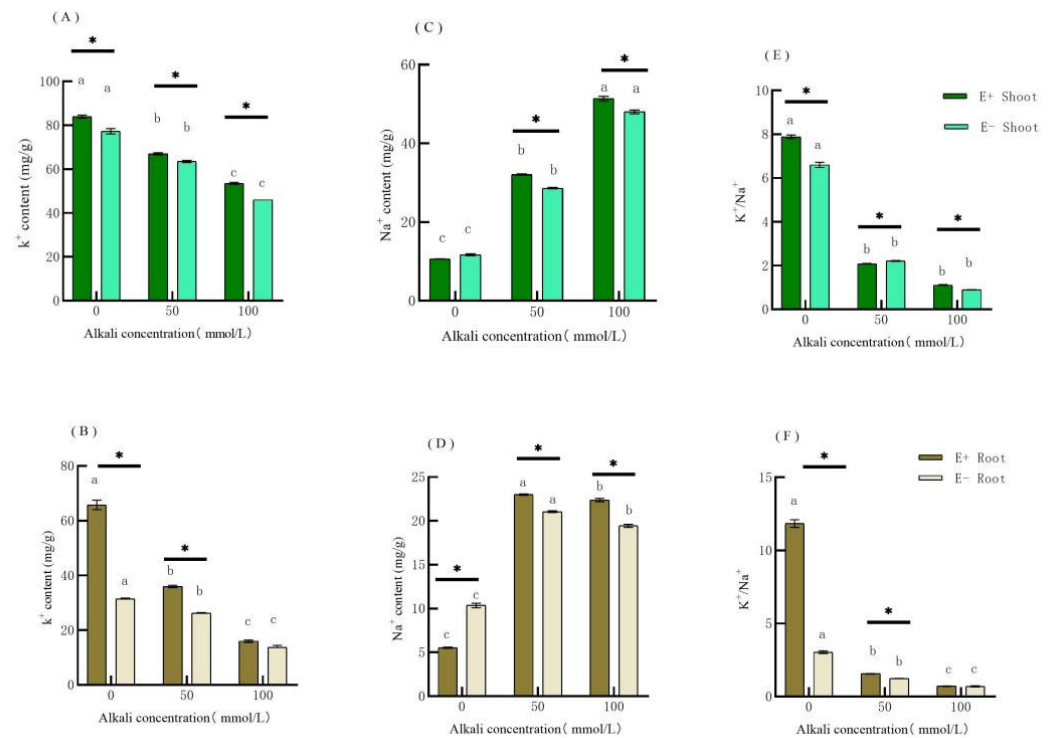 ( A )
*
*
*
a
a
b
b
c
c
100
80
60
40
20
0
k⁺ content (mg/g)
0
50
100
Alkali concentration( mmol/L)
( C )
*
*
*
c
c
b
b
a
a
60
40
20
0
Na⁺ content (mg/g)
0
50
100
Alkali concentration( mmol/L)
( E )
*
*
*
a
a
b
b
b
b
10
8
6
4
2
0
K⁺/Na⁺
0
50
100
Alkali concentration( mmol/L)
E+ Shoot
E- Shoot
( B )
*
*
a
a
b
b
c
c
80
60
40
20
0
k⁺ content (mg/g)
0
50
100
Alkali concentration( mmol/L)
( D )
*
*
*
c
c
a
a
b
b
25
20
15
10
5
0
Na⁺ content (mg/g)
0
50
100
Alkali concentration( mmol/L)
( F )
*
*
a
a
b
b
c
c
15
10
5
0
K⁺/Na⁺
0
50
100
Alkali concentration( mmol/L)
E+ Root
E- Root